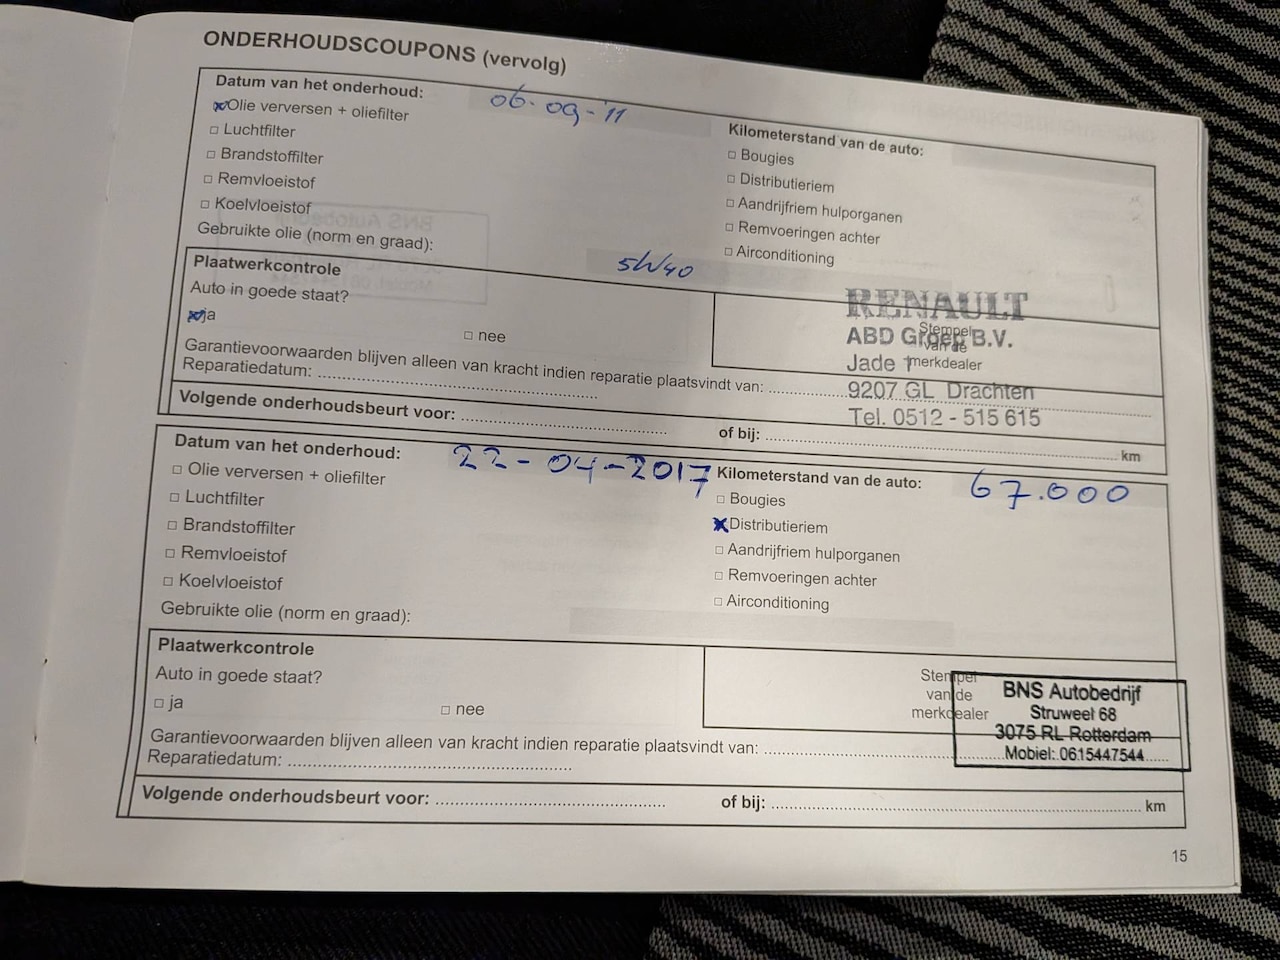 ONDERHOUDSCOUPONS (vervolg)
Datum van het onderhoud: 06-09-'11
Olie verversen + oliefilter
Luchtfilter
Brandstoffilter
Remvloeistof
Koelvloeistof
Gebruikte olie (norm en graad): 5W40
Kilometerstand van de auto:
Bougies
Distributieriem
Aandrijfriem hulporganen
Remvoeringen achter
Airconditioning
Plaatwerkcontrole
Auto in goede staat?
ja
nee
Stempel
van de
merkdealer
RENAULT
ABD Groep B.V.
Jade 1
9207 GL Drachten
Tel. 0512 - 515 615
Garantievoorwaarden blijven alleen van kracht indien reparatie plaatsvindt van:
Reparatiedatum:
Volgende onderhoudsbeurt voor: of bij: km
Datum van het onderhoud: 22-04-2017
Olie verversen + oliefilter
Luchtfilter
Brandstoffilter
Remvloeistof
Koelvloeistof
Gebruikte olie (norm en graad):
Kilometerstand van de auto: 67.000
Bougies
Distributieriem
Aandrijfriem hulporganen
Remvoeringen achter
Airconditioning
Plaatwerkcontrole
Auto in goede staat?
ja
nee
Stempel
van de
merkdealer
BNS Autobedrijf
Struweel 68
3075 RL Rotterdam
Mobiel: 0615447544
Garantievoorwaarden blijven alleen van kracht indien reparatie plaatsvindt van:
Reparatiedatum:
Volgende onderhoudsbeurt voor: of bij: km
15